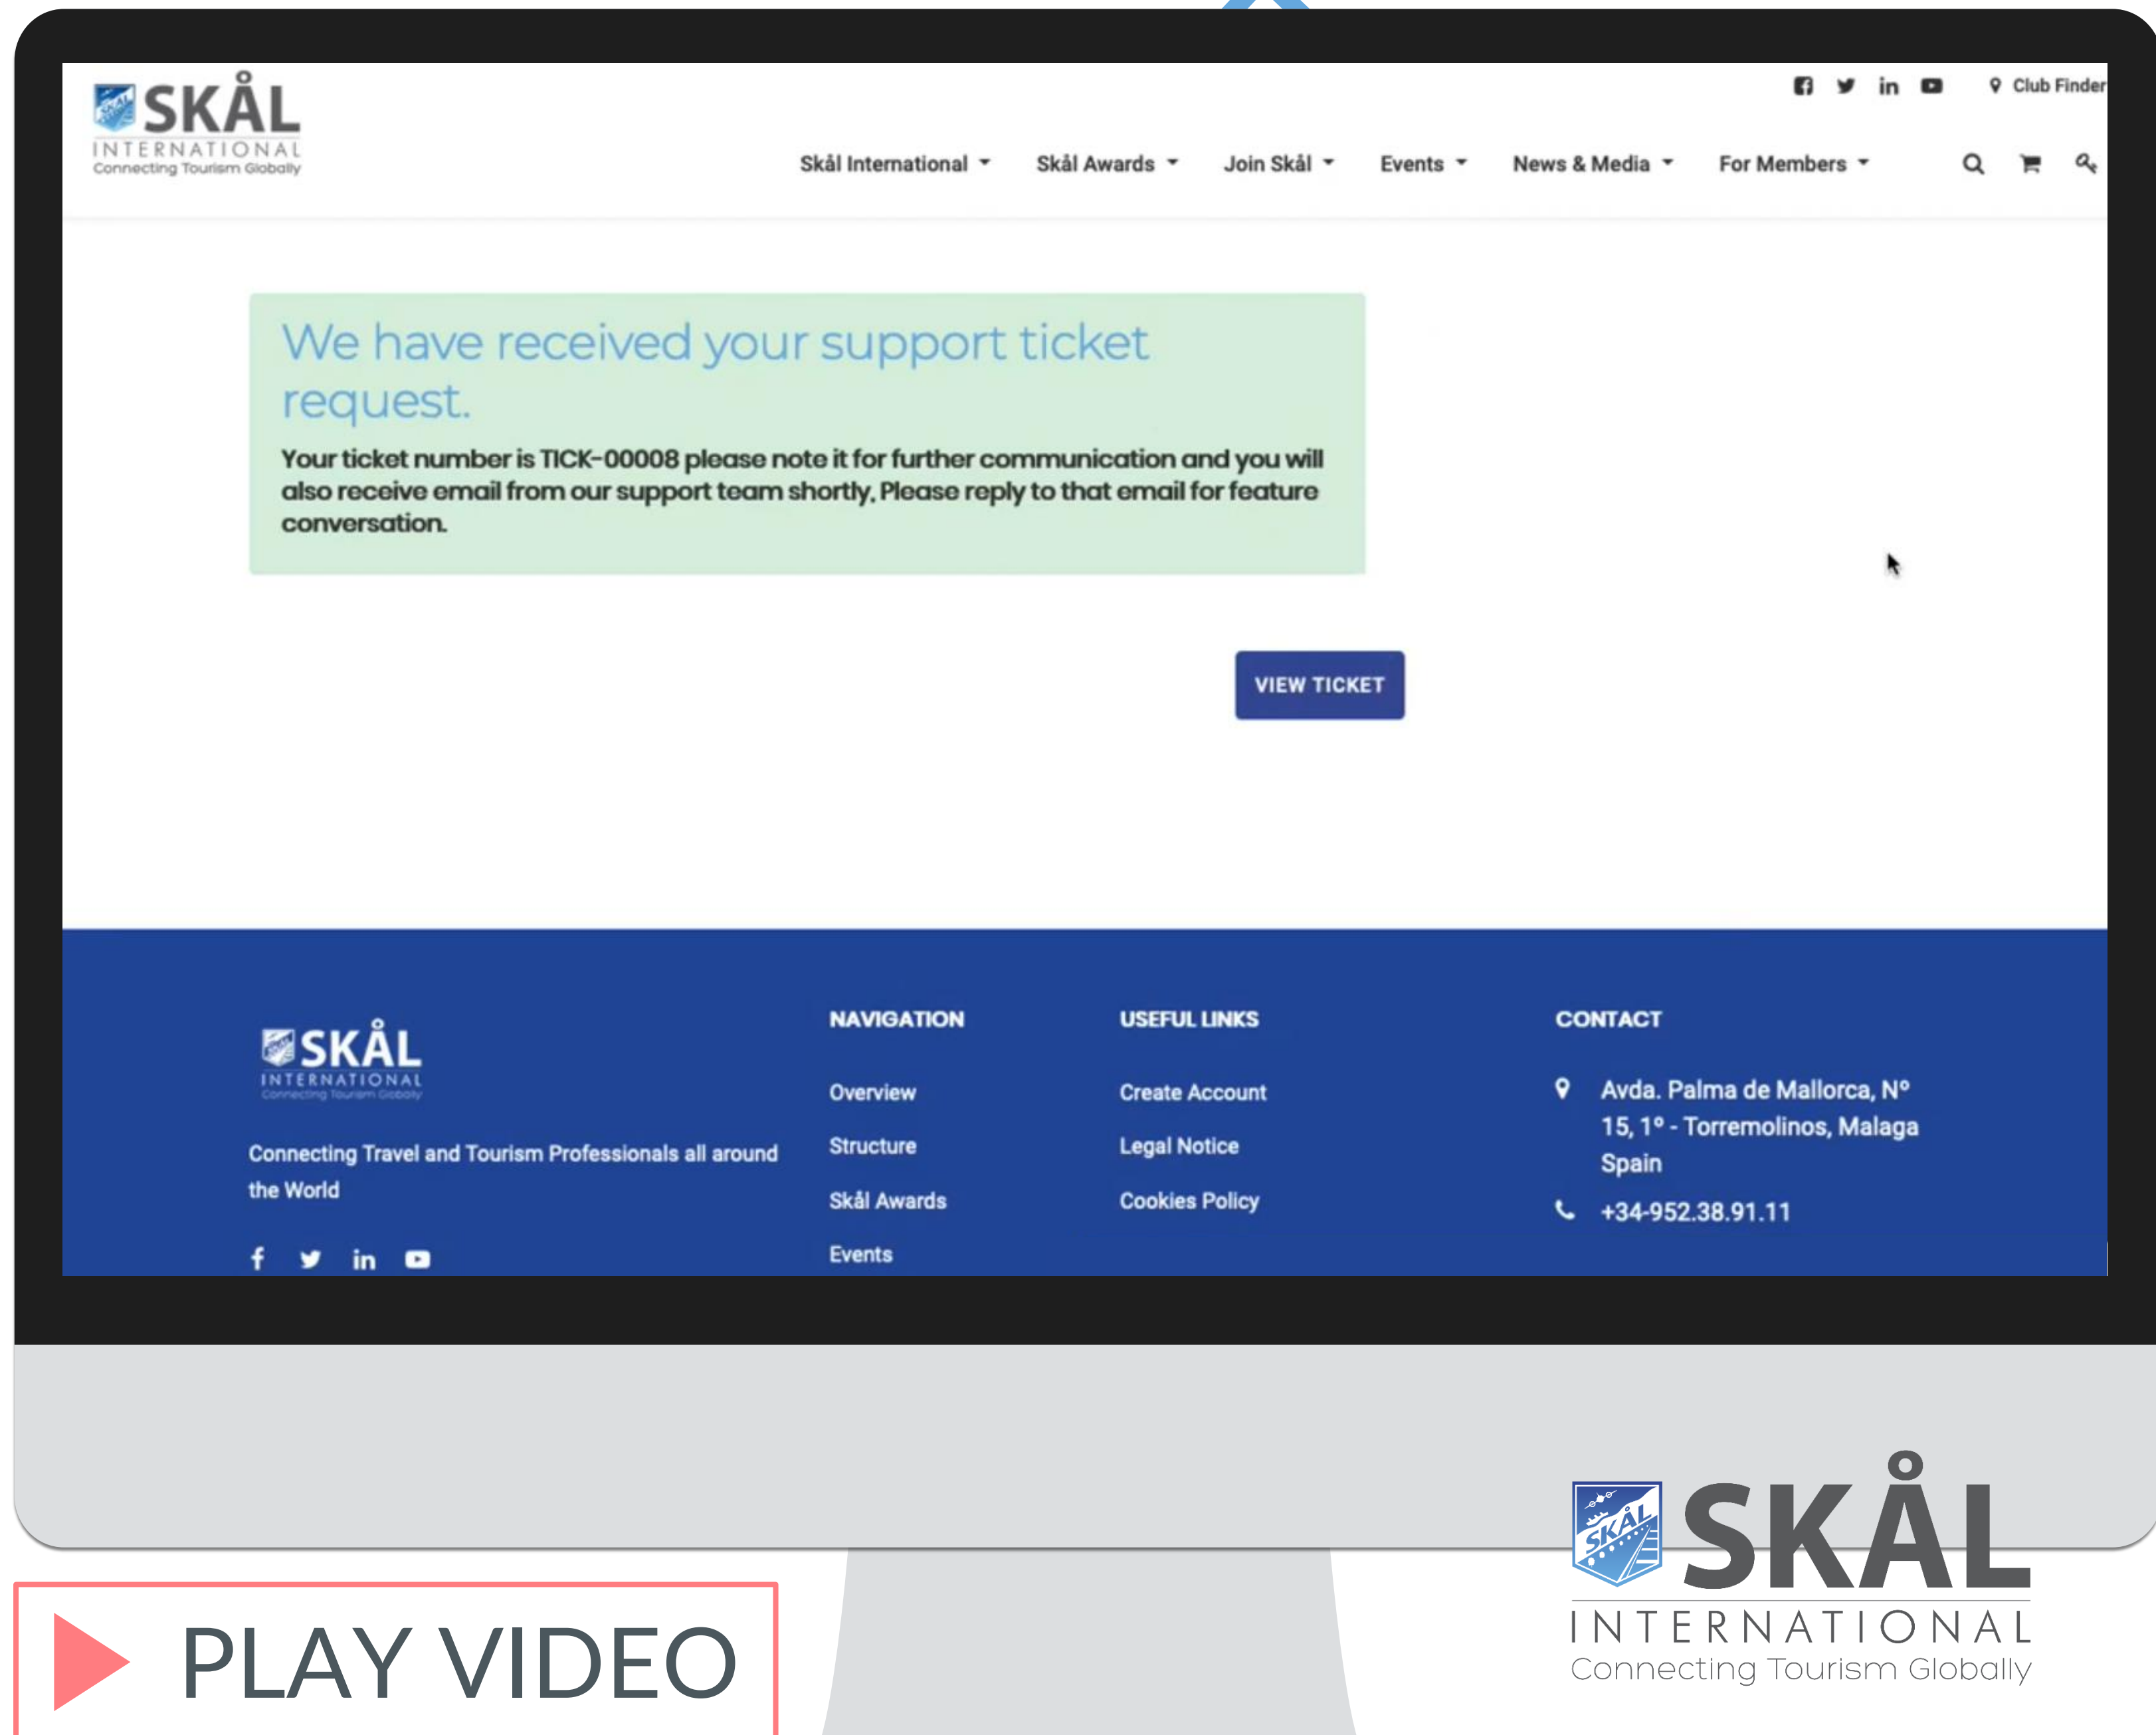 SKÅL
INTERNATIONAL
Connecting Tourism Globally
Club Finder
Skål International
Skål Awards
Join Skål
Events
News & Media
For Members
We have received your support ticket
request.
Your ticket number is TICK-00008 please note it for further communication and you will
also receive email from our support team shortly, Please reply to that email for feature
conversation.
VIEW TICKET
SKÅL
INTERNATIONAL
Connecting Tourism Globally
Connecting Travel and Tourism Professionals all around
the World
NAVIGATION
Overview
Structure
Skål Awards
Events
USEFUL LINKS
Create Account
Legal Notice
Cookies Policy
CONTACT
Avda. Palma de Mallorca, Nº
15, 1º - Torremolinos, Malaga
Spain
+34-952.38.91.11
PLAY VIDEO
SKÅL
SKÅL
INTERNATIONAL
Connecting Tourism Globally